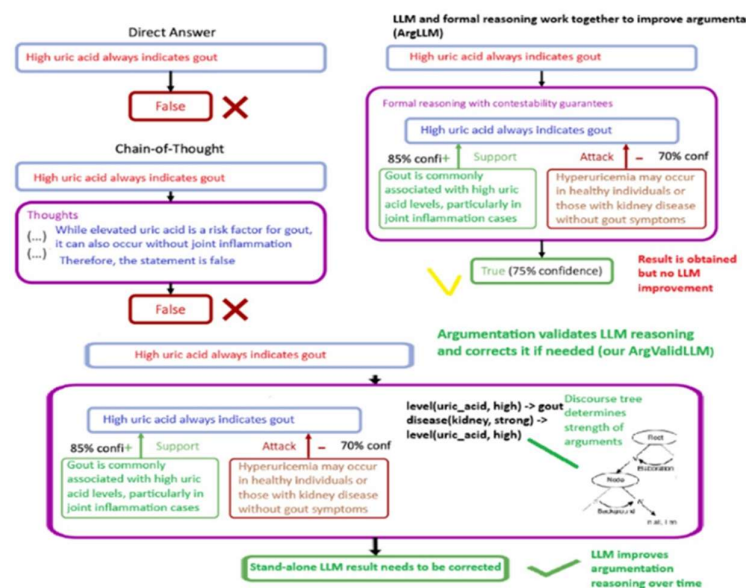 Direct Answer
High uric acid always indicates gout
False
Chain-of-Thought
High uric acid always indicates gout
Thoughts
(...)
While elevated uric acid is a risk factor for gout,
(...)
it can also occur without joint inflammation
Therefore, the statement is false
False
LLM and formal reasoning work together to improve argumenta
(ArgLLM)
High uric acid always indicates gout
Formal reasoning with contestability guarantees
High uric acid always indicates gout
85% confi+
Support
Attack
– 70% conf
Gout is commonly
associated with high uric
acid levels, particularly in
joint inflammation cases
Hyperuricemia may occur
in healthy individuals or
those with kidney disease
without gout symptoms
True (75% confidence)
Result is obtained
but no LLM
improvement
Argumentation validates LLM reasoning
and corrects it if needed (our ArgValidLLM)
High uric acid always indicates gout
High uric acid always indicates gout
85% confi+
Support
Attack
– 70% conf
Gout is commonly
associated with high uric
acid levels, particularly in
joint inflammation cases
Hyperuricemia may occur
in healthy individuals or
those with kidney disease
without gout symptoms
level(uric_acid, high) -> gout
disease(kidney, strong) ->
level(uric_acid, high)
Discourse tree
determines
strength of
arguments
Root
Elaboration
Node
Background
Stand-alone LLM result needs to be corrected
LLM improves
argumentation
reasoning over time